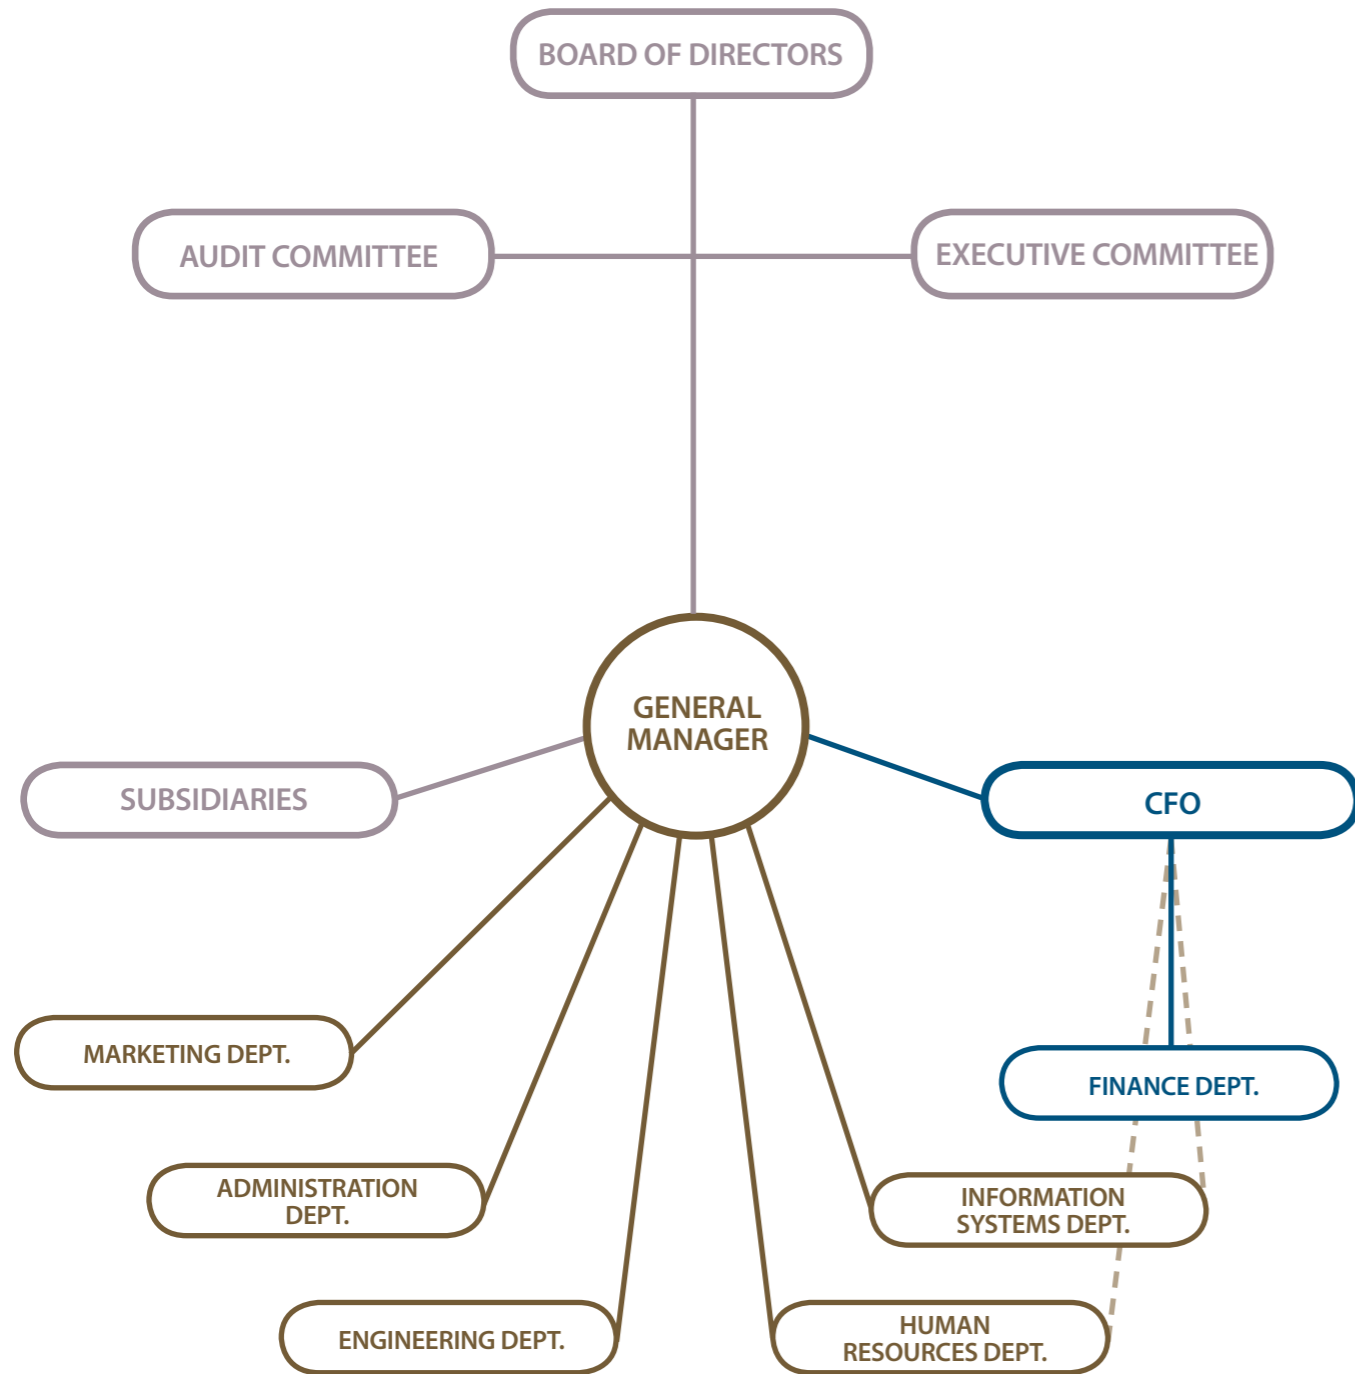 BOARD OF DIRECTORS
AUDIT COMMITTEE
EXECUTIVE COMMITTEE
GENERAL
MANAGER
SUBSIDIARIES
CFO
MARKETING DEPT.
FINANCE DEPT.
ADMINISTRATION
DEPT.
INFORMATION
SYSTEMS DEPT.
ENGINEERING DEPT.
HUMAN
RESOURCES DEPT.